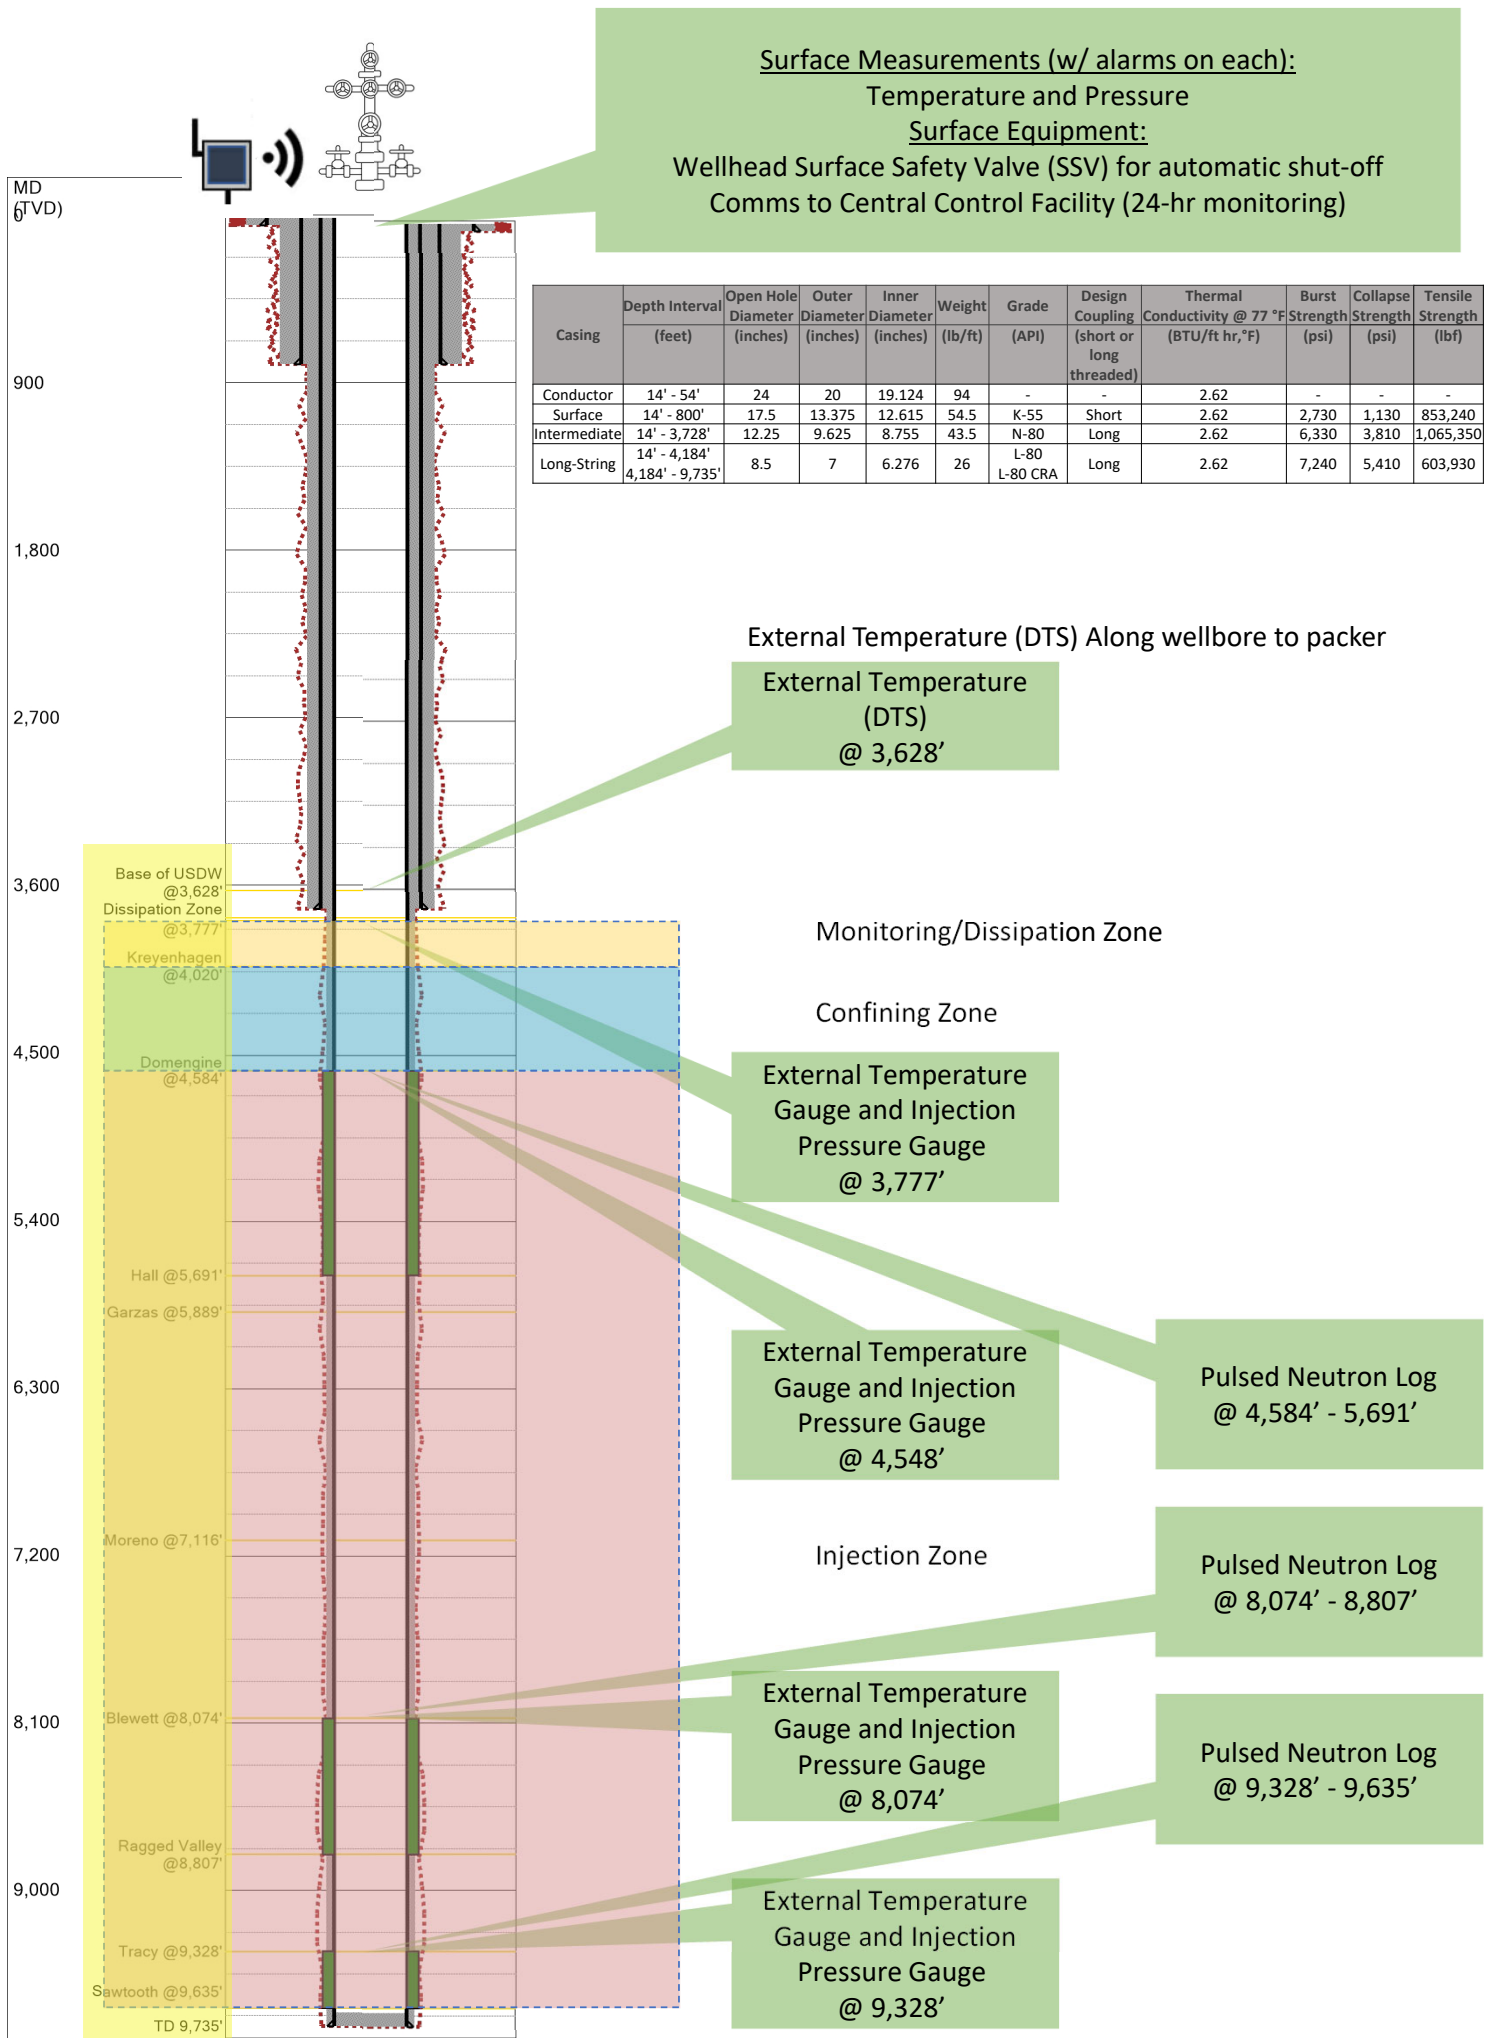 Surface Measurements (w/ alarms on each):
Temperature and Pressure
Surface Equipment:
Wellhead Surface Safety Valve (SSV) for automatic shut-off
Comms to Central Control Facility (24-hr monitoring)
MD
(TVD)
0
Casing Depth Interval (feet) Open Hole Diameter (inches) Outer Diameter (inches) Inner Diameter (inches) Weight (lb/ft) Grade (API) Design Coupling (short or long threaded) Thermal Conductivity @ 77 °F (BTU/ft hr,°F) Burst Strength (psi) Collapse Strength (psi) Tensile Strength (lbf)
Conductor 14' - 54' 24 20 19.124 94 - - 2.62 - - -
Surface 14' - 800' 17.5 13.375 12.615 54.5 K-55 Short 2.62 2,730 1,130 853,240
Intermediate 14' - 3,728' 12.25 9.625 8.755 43.5 N-80 Long 2.62 6,330 3,810 1,065,350
Long-String 14' - 4,184' 4,184' - 9,735' 8.5 7 6.276 26 L-80 L-80 CRA Long 2.62 7,240 5,410 603,930
900
1,800
External Temperature (DTS) Along wellbore to packer
External Temperature
(DTS)
@ 3,628’
2,700
3,600
Base of USDW
@3,628'
Dissipation Zone
@3,777'
Monitoring/Dissipation Zone
Kreyenhagen
@4,020'
Confining Zone
4,500
Domengine
@4,584'
External Temperature
Gauge and Injection
Pressure Gauge
@ 3,777’
5,400
Hall @5,691'
Garzas @5,889'
External Temperature
Gauge and Injection
Pressure Gauge
@ 4,548’
Pulsed Neutron Log
@ 4,584’ - 5,691’
6,300
Moreno @7,116'
7,200
Injection Zone
Pulsed Neutron Log
@ 8,074’ - 8,807’
8,100
Blewett @8,074'
External Temperature
Gauge and Injection
Pressure Gauge
@ 8,074’
Pulsed Neutron Log
@ 9,328’ - 9,635’
Ragged Valley
@8,807'
9,000
External Temperature
Gauge and Injection
Pressure Gauge
@ 9,328’
Tracy @9,328'
Sawtooth @9,635'
TD 9,735'